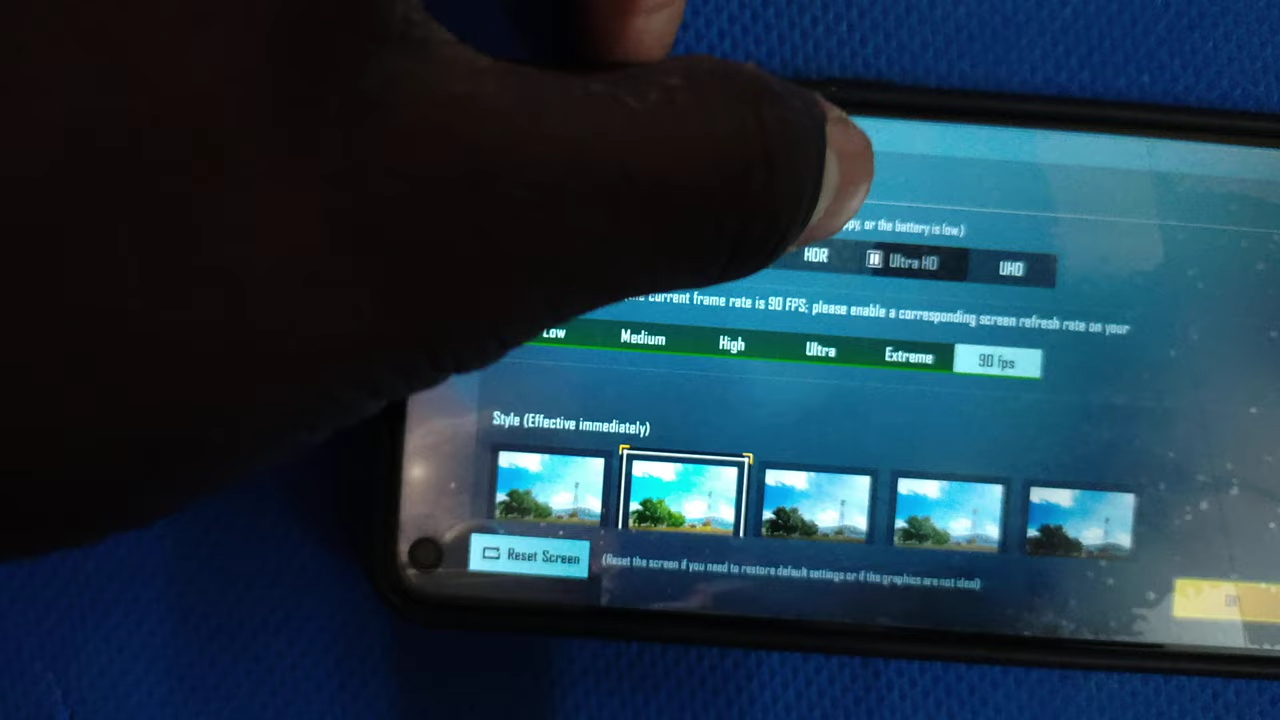 or the battery is low.)
HDR Ultra HD UHD
current frame rate is 90 FPS; please enable a corresponding screen refresh rate on your
Low Medium High Ultra Extreme 90 fps
Style (Effective immediately)
Reset Screen (Reset the screen if you need to restore default settings or if the graphics are not ideal)
OK